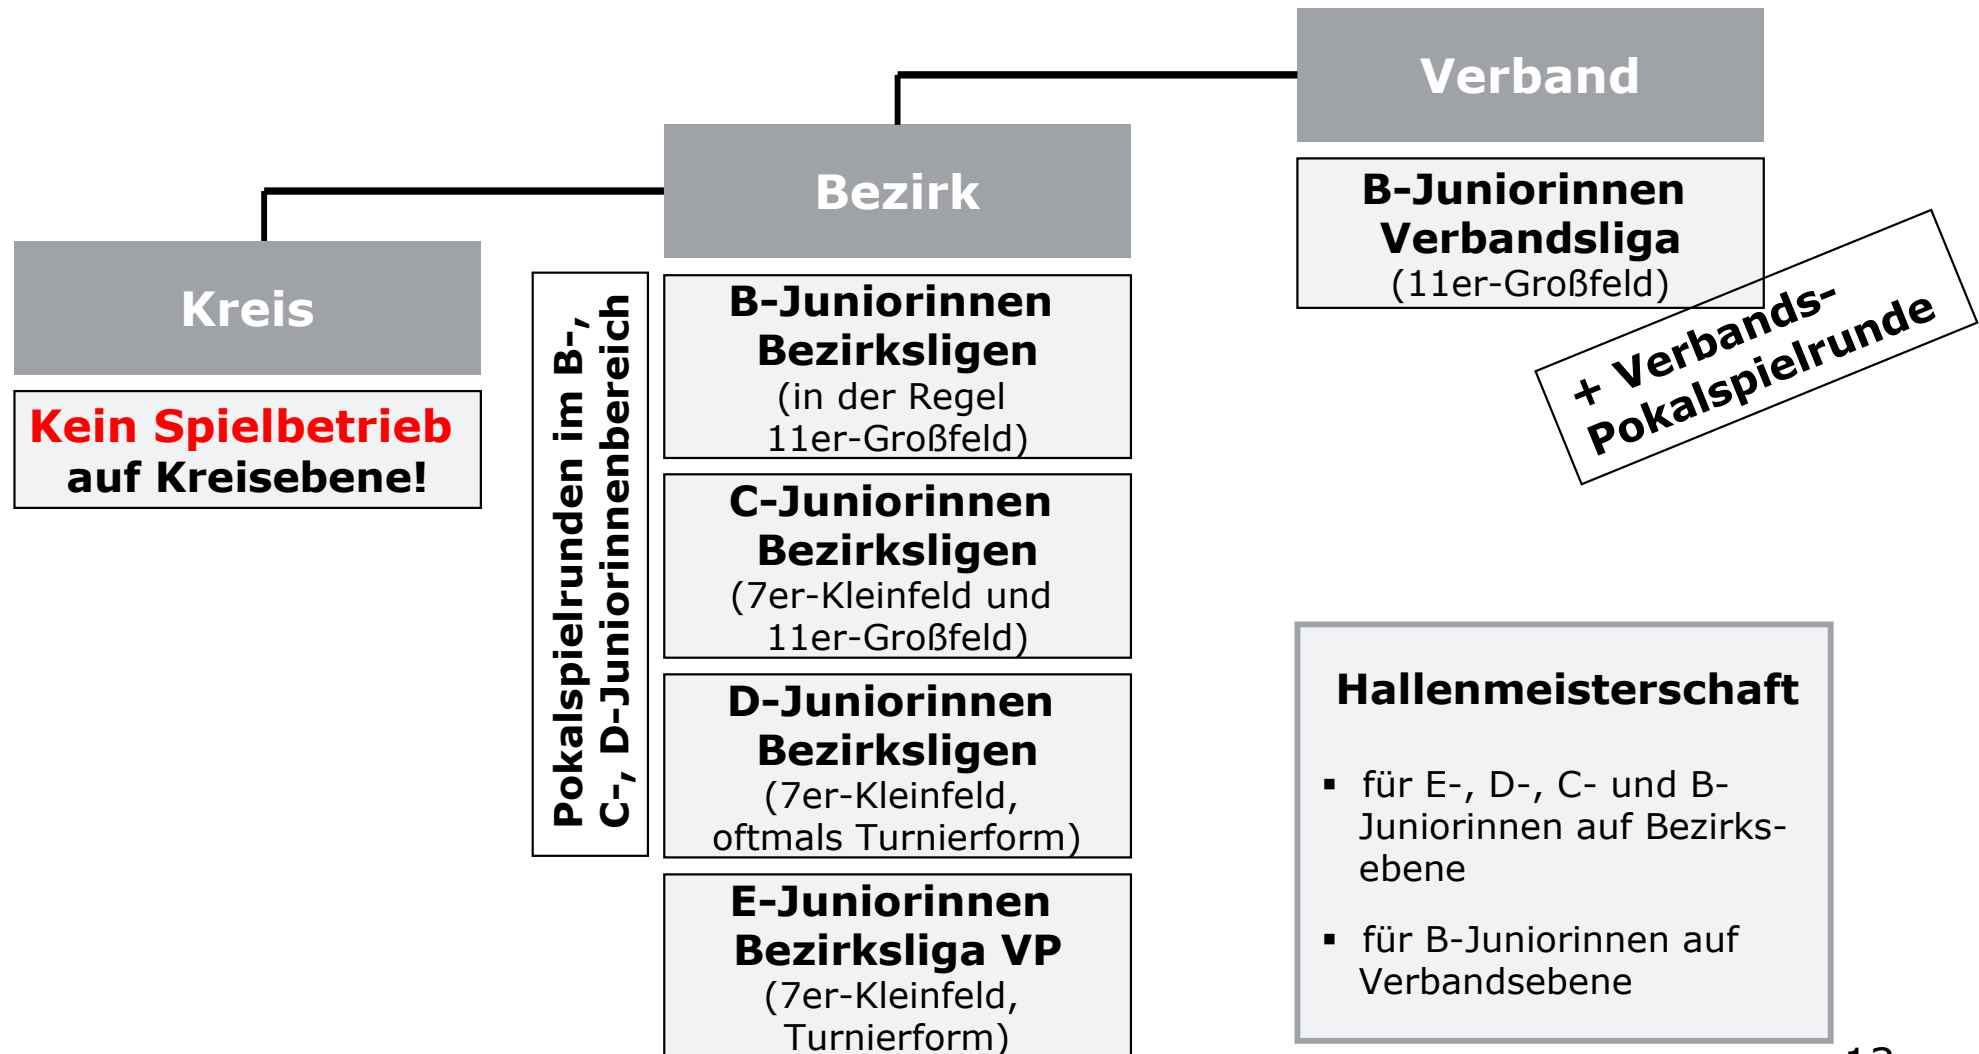 Verband
B-Juniorinnen
Verbandsliga
(11er-Großfeld)
+ Verbands-
Pokalspielrunde
Bezirk
Pokalspielrunden im B-,
C-, D-Juniorinnenbereich
B-Juniorinnen
Bezirksligen
(in der Regel
11er-Großfeld)
C-Juniorinnen
Bezirksligen
(7er-Kleinfeld und
11er-Großfeld)
D-Juniorinnen
Bezirksligen
(7er-Kleinfeld,
oftmals Turnierform)
E-Juniorinnen
Bezirksliga VP
(7er-Kleinfeld,
Turnierform)
Kreis
Kein Spielbetrieb
auf Kreisebene!
Hallenmeisterschaft
▪ für E-, D-, C- und B-
Juniorinnen auf Bezirks-
ebene
▪ für B-Juniorinnen auf
Verbandsebene